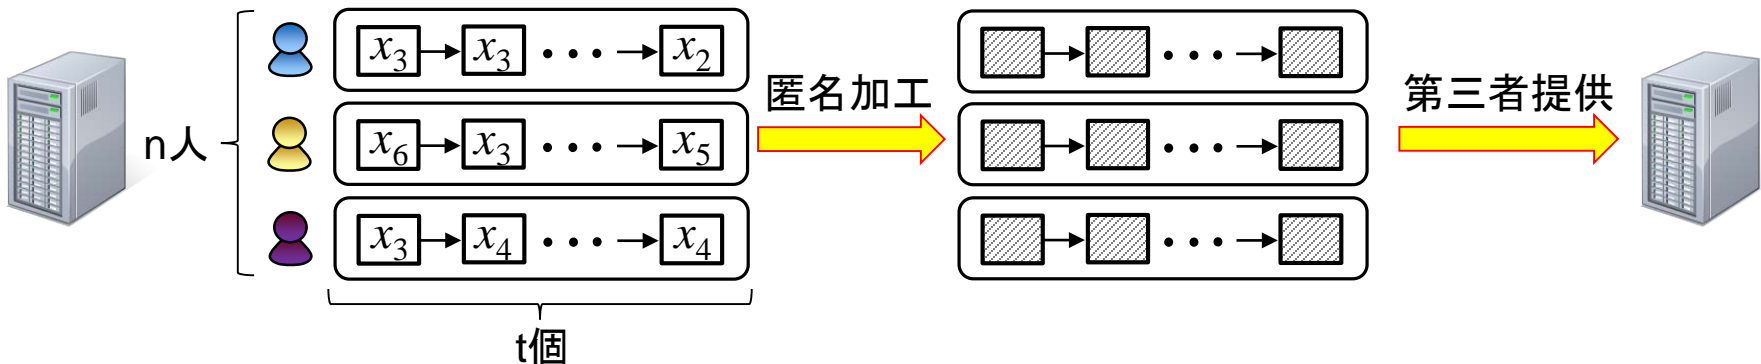 n人
x₃ → x₃ ・・・ → x₂
x₆ → x₃ ・・・ → x₅
x₃ → x₄ ・・・ → x₄
t個
匿名加工
第三者提供